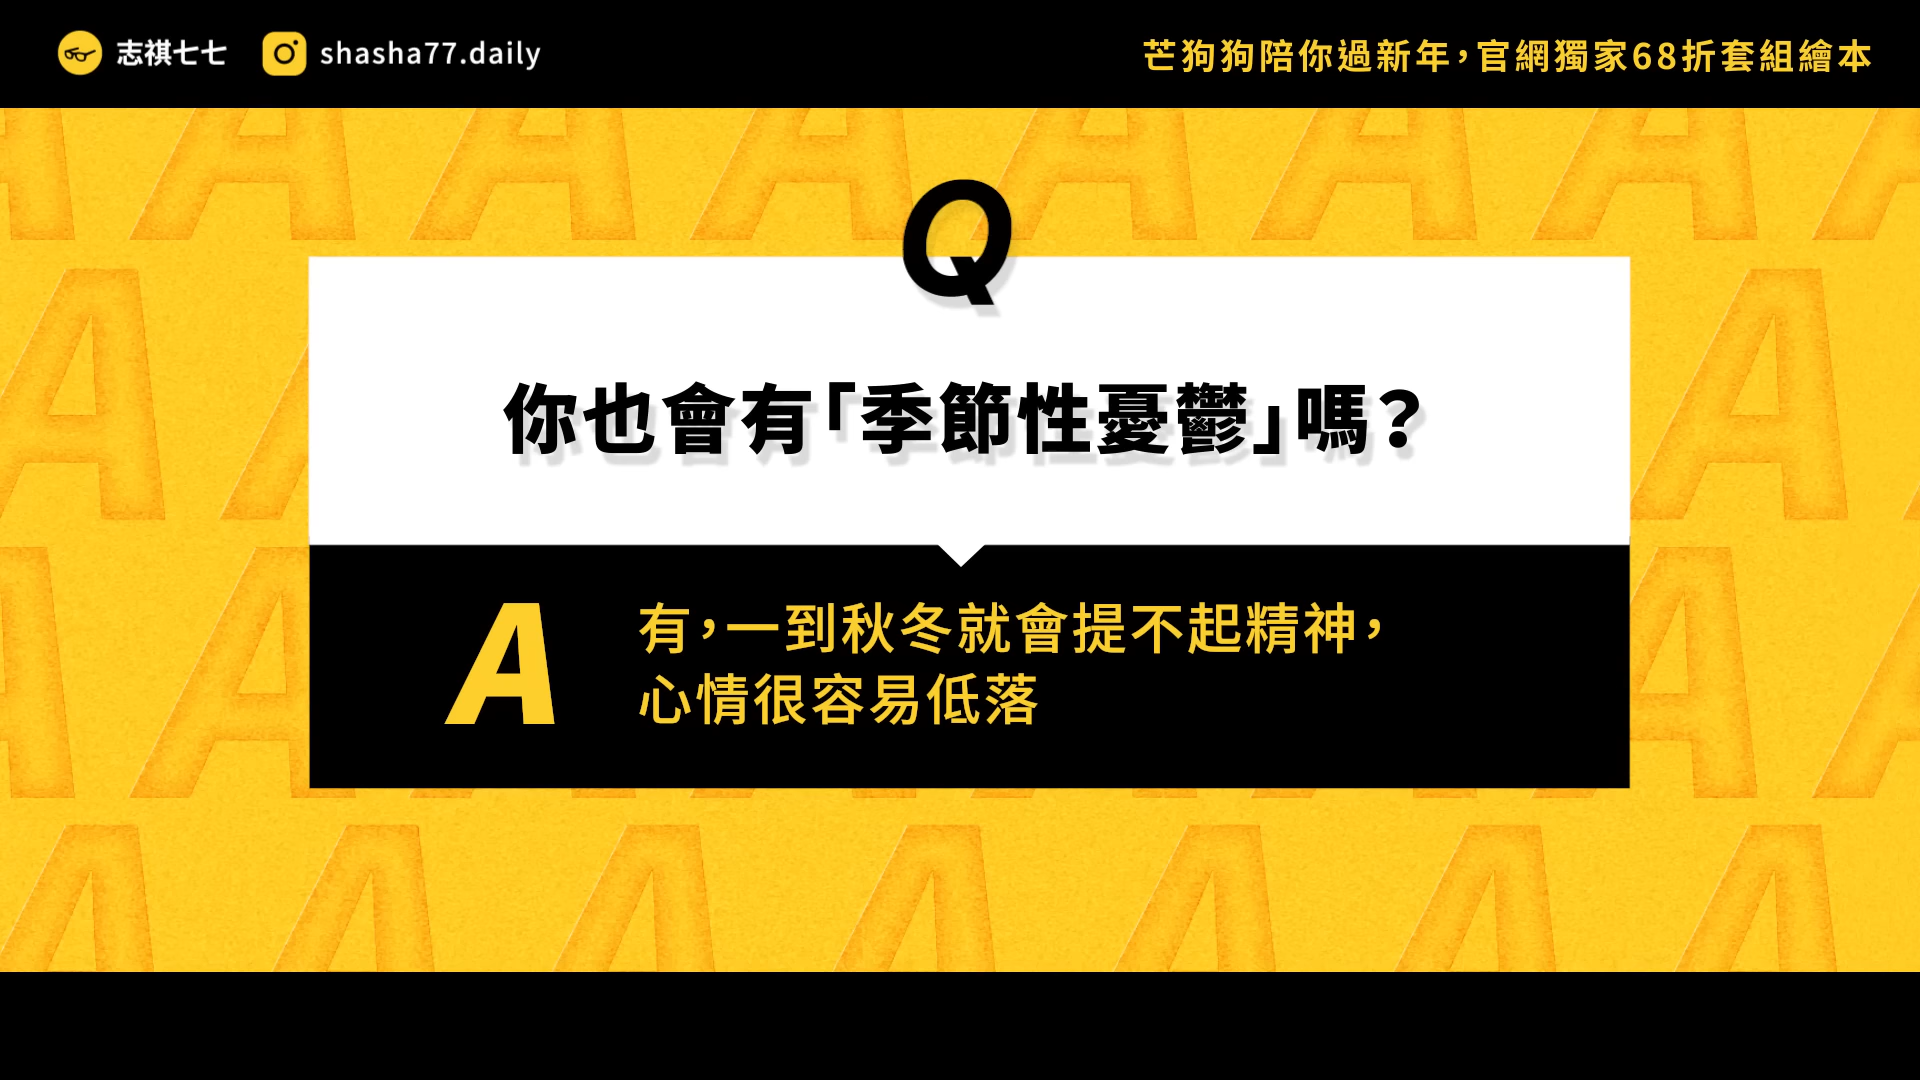 志祺七七
shasha77.daily
芒狗狗陪你過新年，官網獨家68折套組繪本
Q
你也會有「季節性憂鬱」嗎？
A
有，一到秋冬就會提不起精神，
心情很容易低落